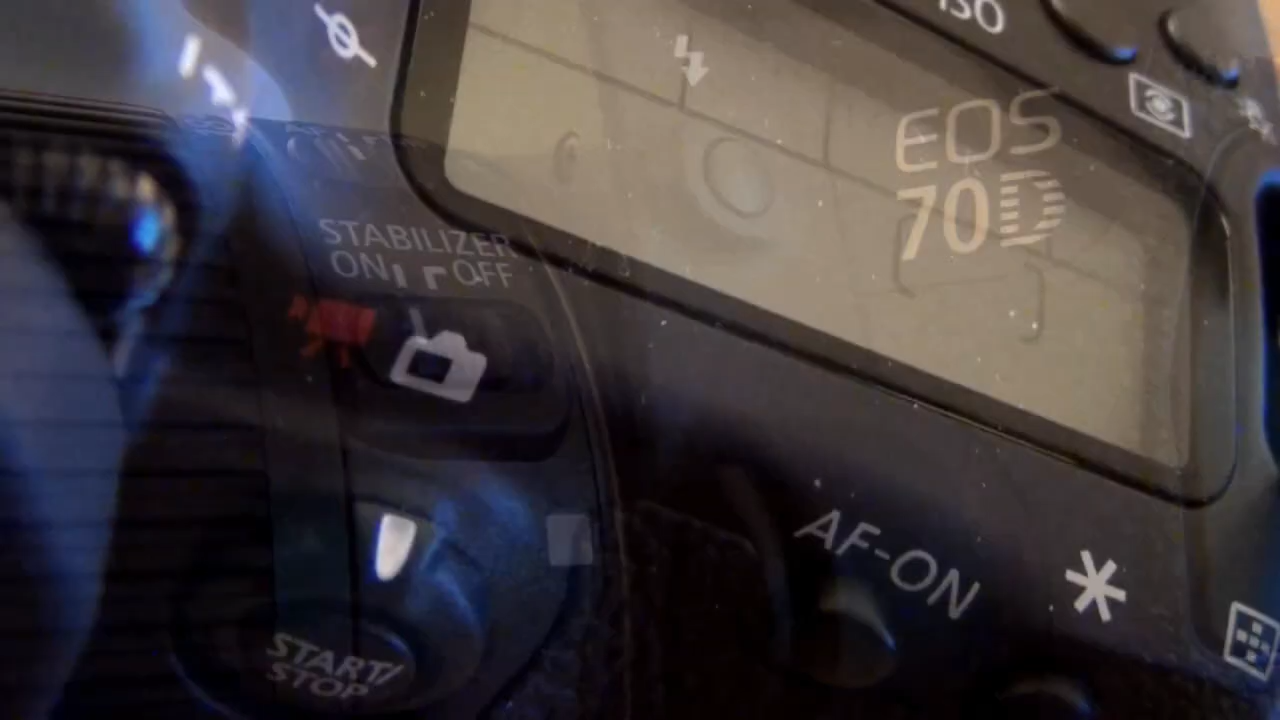 ISO
EOS
70D
STABILIZER
ON OFF
AF-ON
START/
STOP